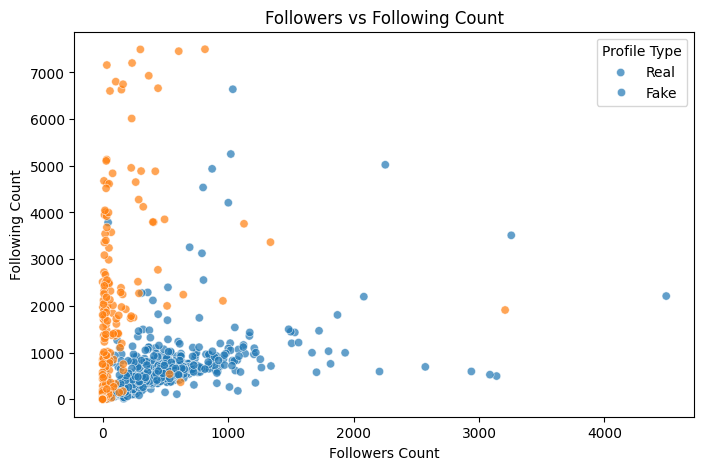 Followers vs Following Count
Profile Type
Real
Fake
7000
6000
5000
4000
3000
2000
1000
0
Following Count
0 1000 2000 3000 4000
Followers Count